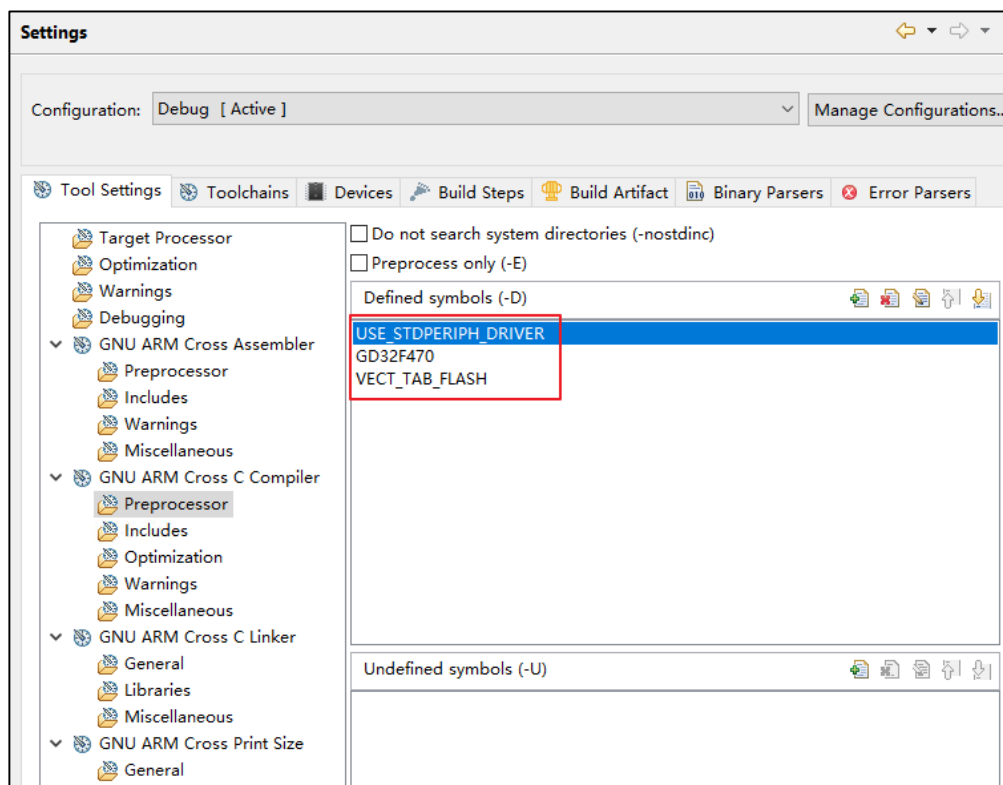 Settings
Configuration: Debug [ Active ] Manage Configurations..
Tool Settings Toolchains Devices Build Steps Build Artifact Binary Parsers Error Parsers
Target Processor
Optimization
Warnings
Debugging
GNU ARM Cross Assembler
Preprocessor
Includes
Warnings
Miscellaneous
GNU ARM Cross C Compiler
Preprocessor
Includes
Optimization
Warnings
Miscellaneous
GNU ARM Cross C Linker
General
Libraries
Miscellaneous
GNU ARM Cross Print Size
General
Do not search system directories (-nostdinc)
Preprocess only (-E)
Defined symbols (-D)
USE_STDPERIPH_DRIVER
GD32F470
VECT_TAB_FLASH
Undefined symbols (-U)